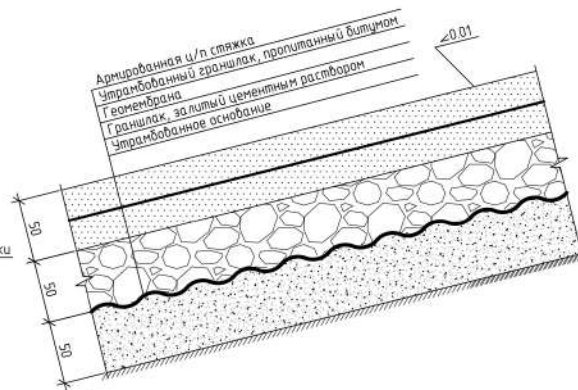 Армированная ц/п стяжка
Утрамбованный граншлак, пропитанный битумом
Геомембрана
Граншлак, залитый цементным раствором
Утрамбованное основание
<0.01
50
50
50